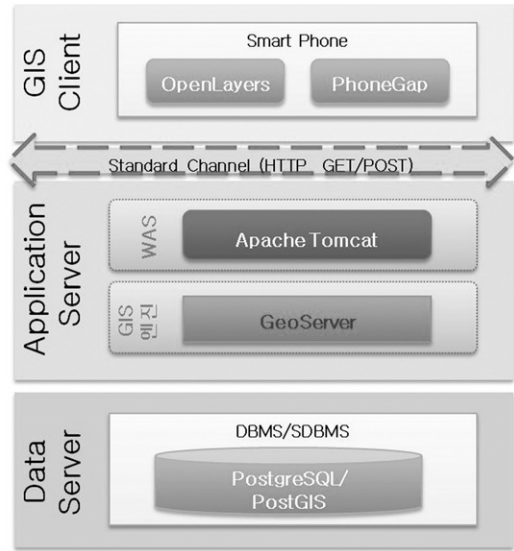 GIS
Client
Smart Phone
OpenLayers
PhoneGap
Standard Channel (HTTP GET/POST)
Application
Server
WAS
Apache Tomcat
GIS
엔진
GeoServer
Data
Server
DBMS/SDBMS
PostgreSQL/
PostGIS